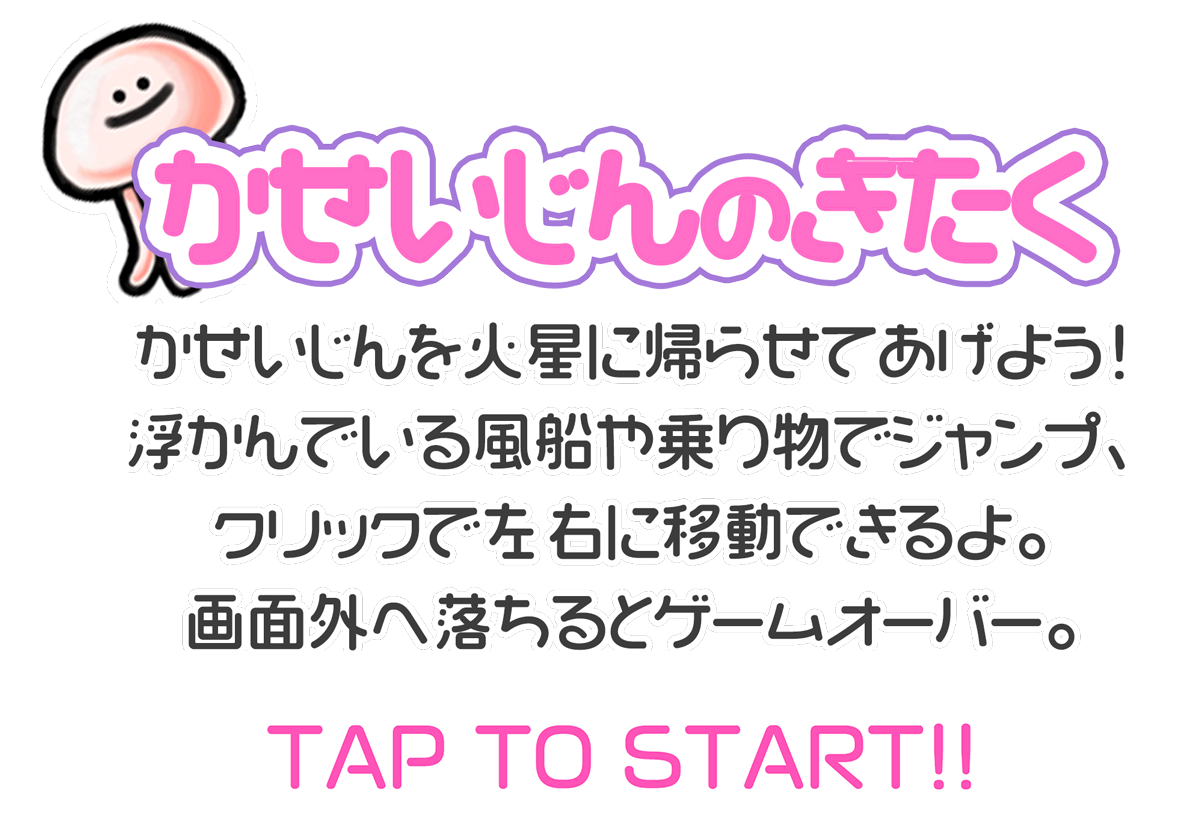 かせいじんのきたく
かせいじんを火星に帰らせてあげよう!
浮かんでいる風船や乗り物でジャンプ、
クリックで左右に移動できるよ。
画面外へ落ちるとゲームオーバー。
TAP TO START!!